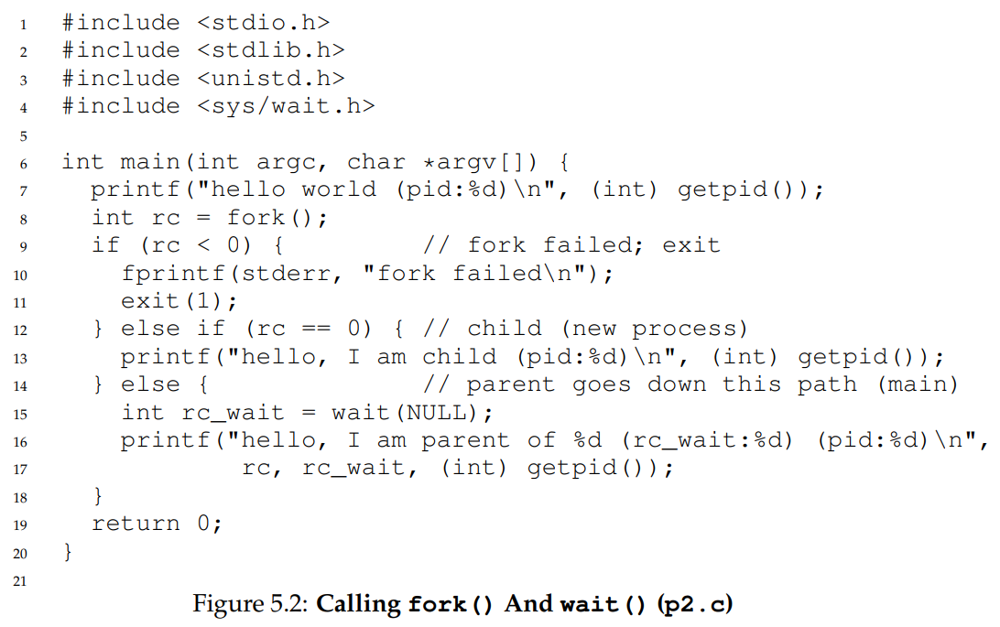 1 #include <stdio.h>
2 #include <stdlib.h>
3 #include <unistd.h>
4 #include <sys/wait.h>
5
6 int main(int argc, char *argv[]) {
7   printf("hello world (pid:%d)\n", (int) getpid());
8   int rc = fork();
9   if (rc < 0) {         // fork failed; exit
10     fprintf(stderr, "fork failed\n");
11     exit(1);
12   } else if (rc == 0) { // child (new process)
13     printf("hello, I am child (pid:%d)\n", (int) getpid());
14   } else {              // parent goes down this path (main)
15     int rc_wait = wait(NULL);
16     printf("hello, I am parent of %d (rc_wait:%d) (pid:%d)\n",
17             rc, rc_wait, (int) getpid());
18   }
19   return 0;
20 }
21
Figure 5.2: Calling fork() And wait() (p2.c)